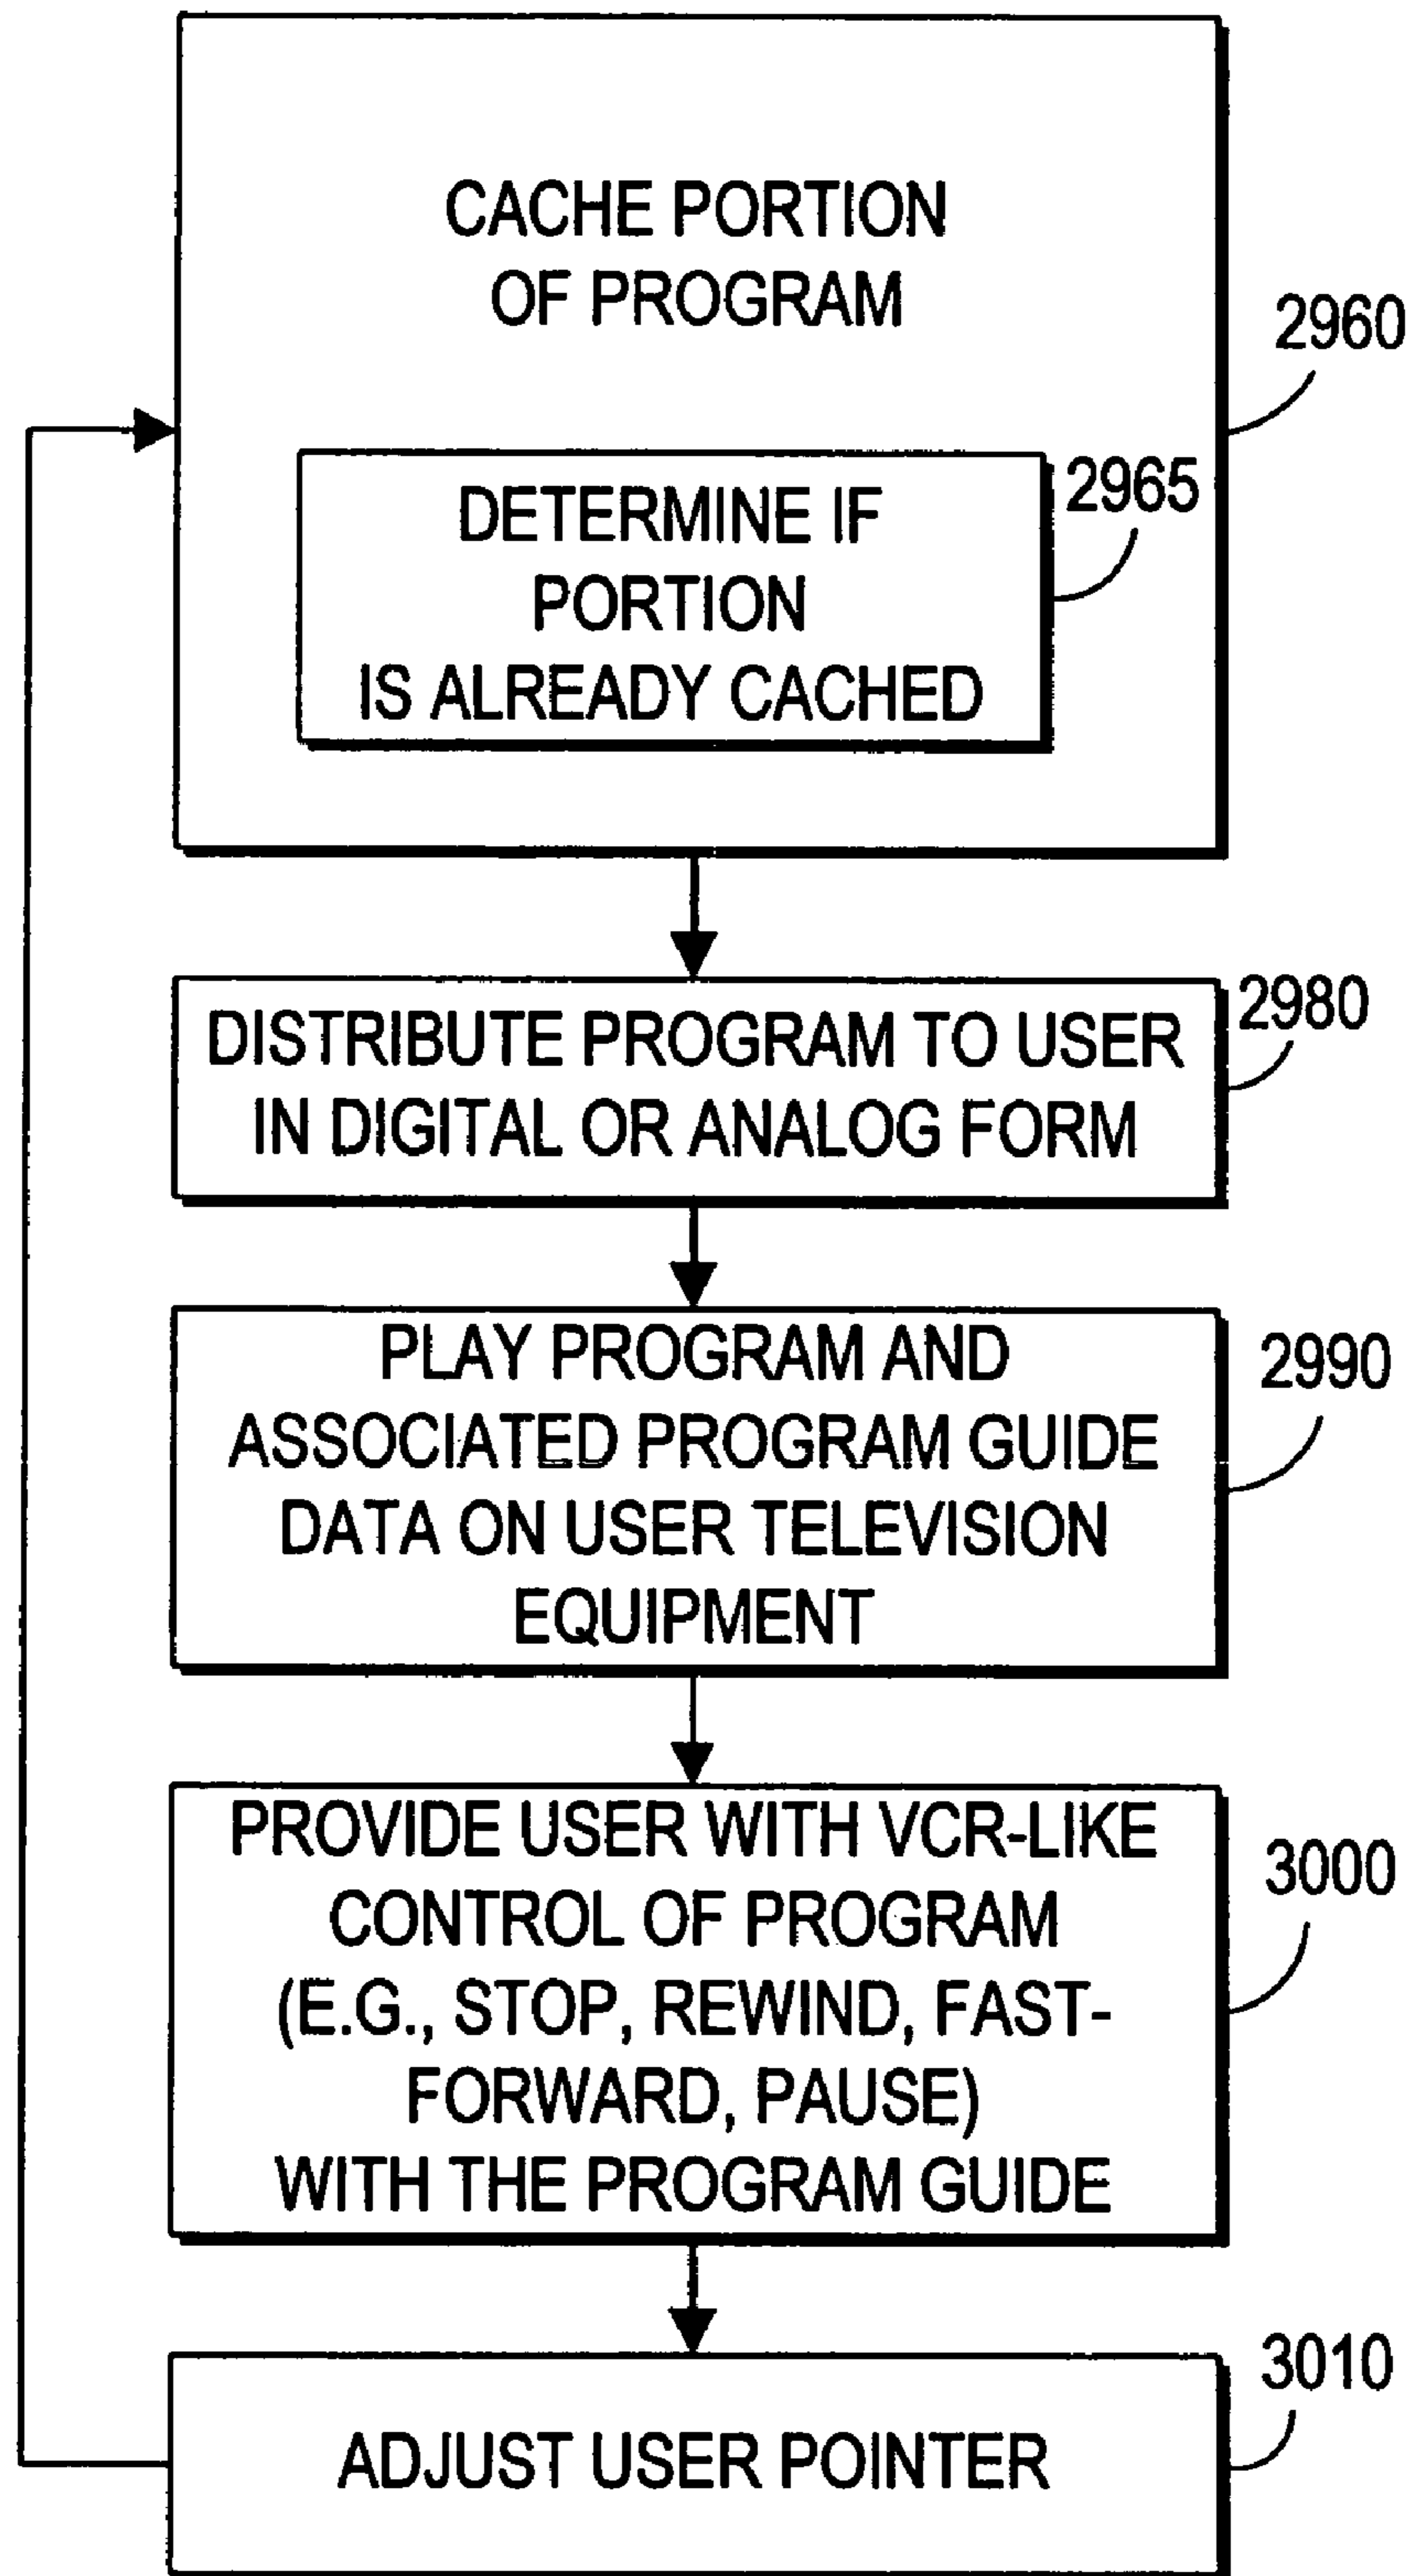 CACHE PORTION
OF PROGRAM
2960
DETERMINE IF
PORTION
IS ALREADY CACHED
2965
DISTRIBUTE PROGRAM TO USER
IN DIGITAL OR ANALOG FORM
2980
PLAY PROGRAM AND
ASSOCIATED PROGRAM GUIDE
DATA ON USER TELEVISION
EQUIPMENT
2990
PROVIDE USER WITH VCR-LIKE
CONTROL OF PROGRAM
(E.G., STOP, REWIND, FAST-
FORWARD, PAUSE)
WITH THE PROGRAM GUIDE
3000
ADJUST USER POINTER
3010